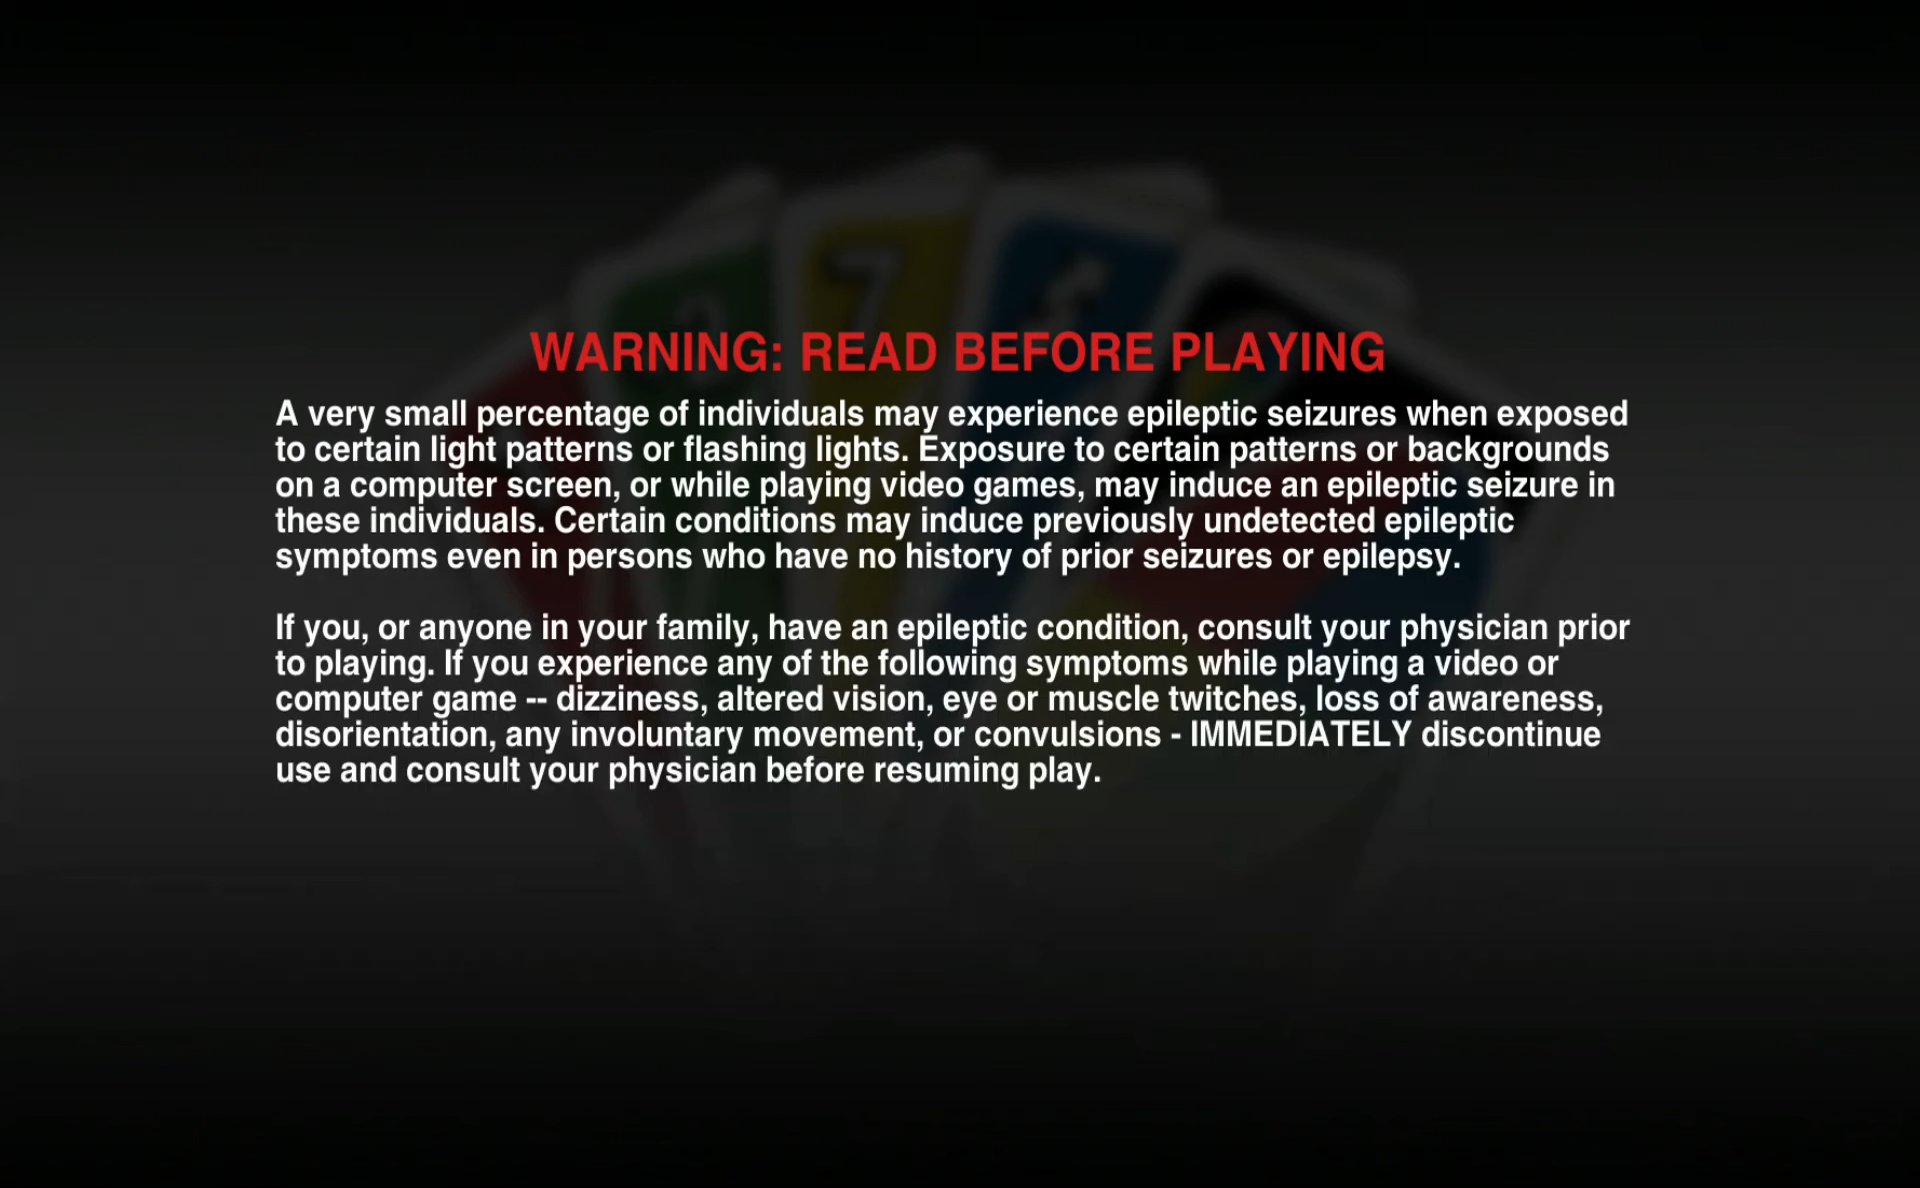 7
WARNING: READ BEFORE PLAYING
A very small percentage of individuals may experience epileptic seizures when exposed
to certain light patterns or flashing lights. Exposure to certain patterns or backgrounds
on a computer screen, or while playing video games, may induce an epileptic seizure in
these individuals. Certain conditions may induce previously undetected epileptic
symptoms even in persons who have no history of prior seizures or epilepsy.
If you, or anyone in your family, have an epileptic condition, consult your physician prior
to playing. If you experience any of the following symptoms while playing a video or
computer game -- dizziness, altered vision, eye or muscle twitches, loss of awareness,
disorientation, any involuntary movement, or convulsions - IMMEDIATELY discontinue
use and consult your physician before resuming play.